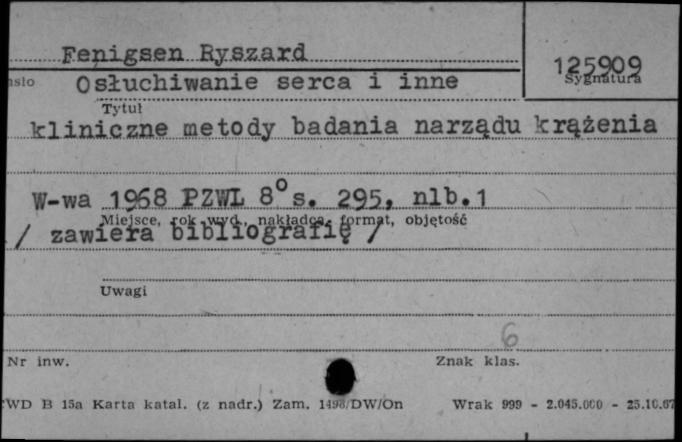 Fenigsen Ryszard
125909
Sygnatura
Osłuchiwanie serca i inne
Tytuł
kliniczne metody badania narządu krążenia
W-wa 1968 PZWL 8° s. 295, nlb.1
Miejsce, rok wyd., nakładca, format, objętość
/ zawiera bibliografię /
Uwagi
6
Nr inw.
Znak klas.
WD B 15a Karta katal. (z nadr.) Zam. 1498/DW/On Wrak 999 - 2.045.000 - 25.10.67